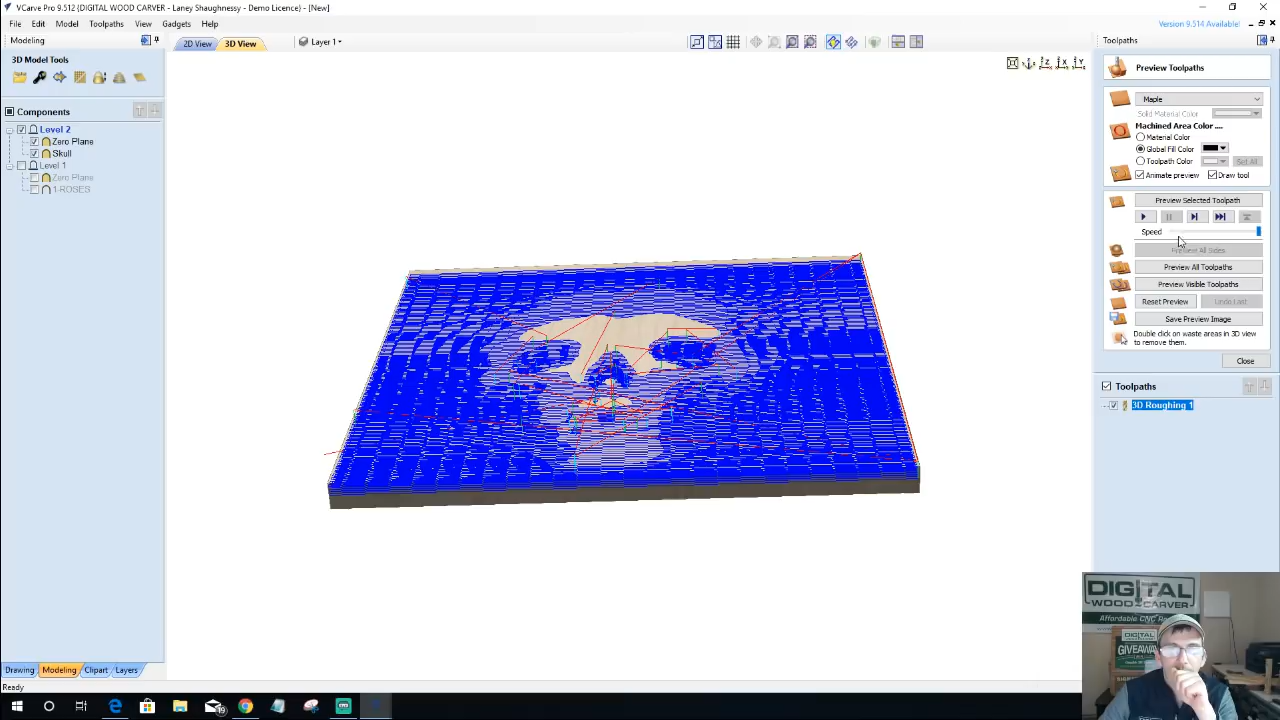 VCarve Pro 9.512 {DIGITAL WOOD CARVER - Laney Shaughnessy - Demo Licence} - [New]
File Edit Model Toolpaths View Gadgets Help
Version 9.514 Available!
Modeling
2D View 3D View Layer 1
Toolpaths
3D Model Tools
Components
Level 2
Zero Plane
Skull
Level 1
Zero Plane
1-ROSES
Z X Y
Preview Toolpaths
Maple
Solid Material Color
Machined Area Color ....
Material Color
Global Fill Color
Toolpath Color Set All
Animate preview Draw tool
Preview Selected Toolpath
Speed
Preview All Sides
Preview All Toolpaths
Preview Visible Toolpaths
Reset Preview Undo Last
Save Preview Image
Double click on waste areas in 3D view
to remove them.
Close
Toolpaths
3D Roughing 1
DIGITAL
WOOD CARVER
Affordable CNC
DIGITAL
GIVEAWAY
Drawing Modeling Clipart Layers
Ready